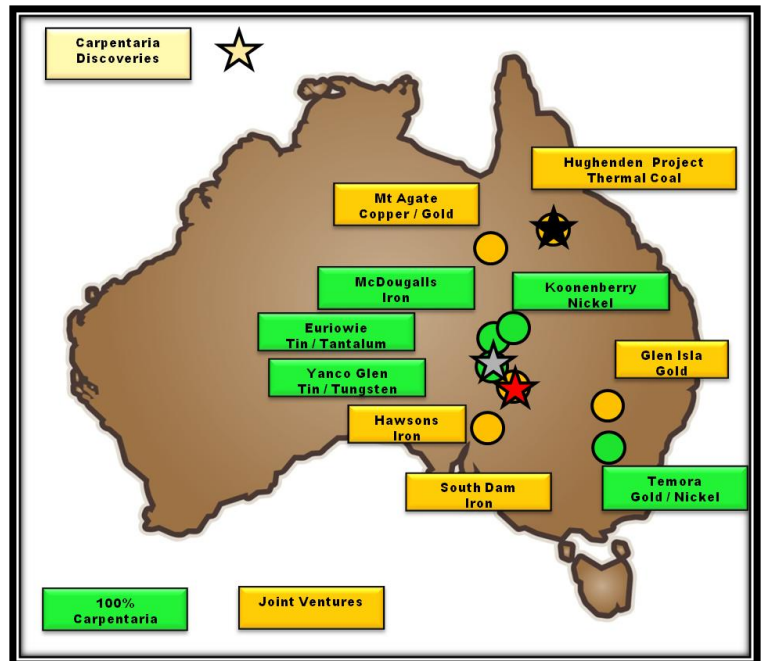 Carpentaria
Discoveries
Hughenden Project
Thermal Coal
Mt Agate
Copper / Gold
McDougalls
Iron
Koonenberry
Nickel
Euriowie
Tin / Tantalum
Glen Isla
Gold
Yanco Glen
Tin / Tungsten
Hawsons
Iron
South Dam
Iron
Temora
Gold / Nickel
100%
Carpentaria
Joint Ventures